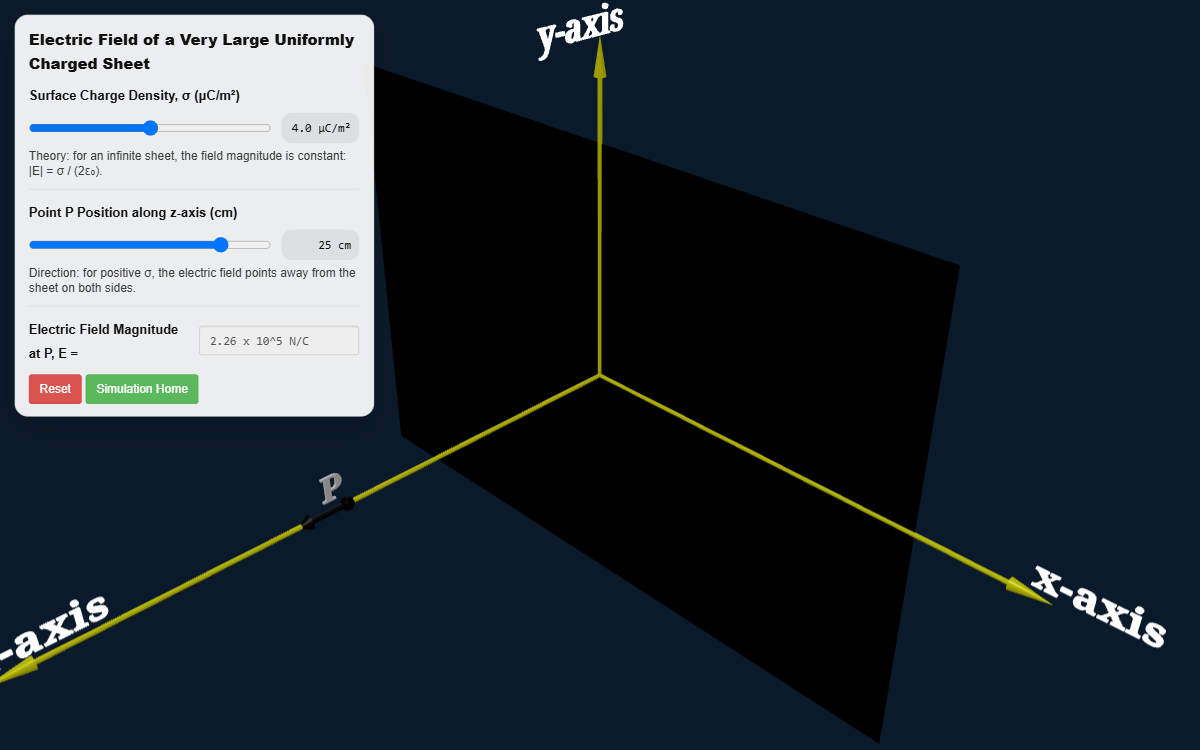 Electric Field of a Very Large Uniformly
Charged Sheet
Surface Charge Density, σ (μC/m²)
4.0 μC/m²
Theory: for an infinite sheet, the field magnitude is constant:
|E| = σ / (2ε₀).
Point P Position along z-axis (cm)
25 cm
Direction: for positive σ, the electric field points away from the
sheet on both sides.
Electric Field Magnitude
at P, E =
2.26 x 10^5 N/C
Reset
Simulation Home
y-axis
P
x-axis
-axis